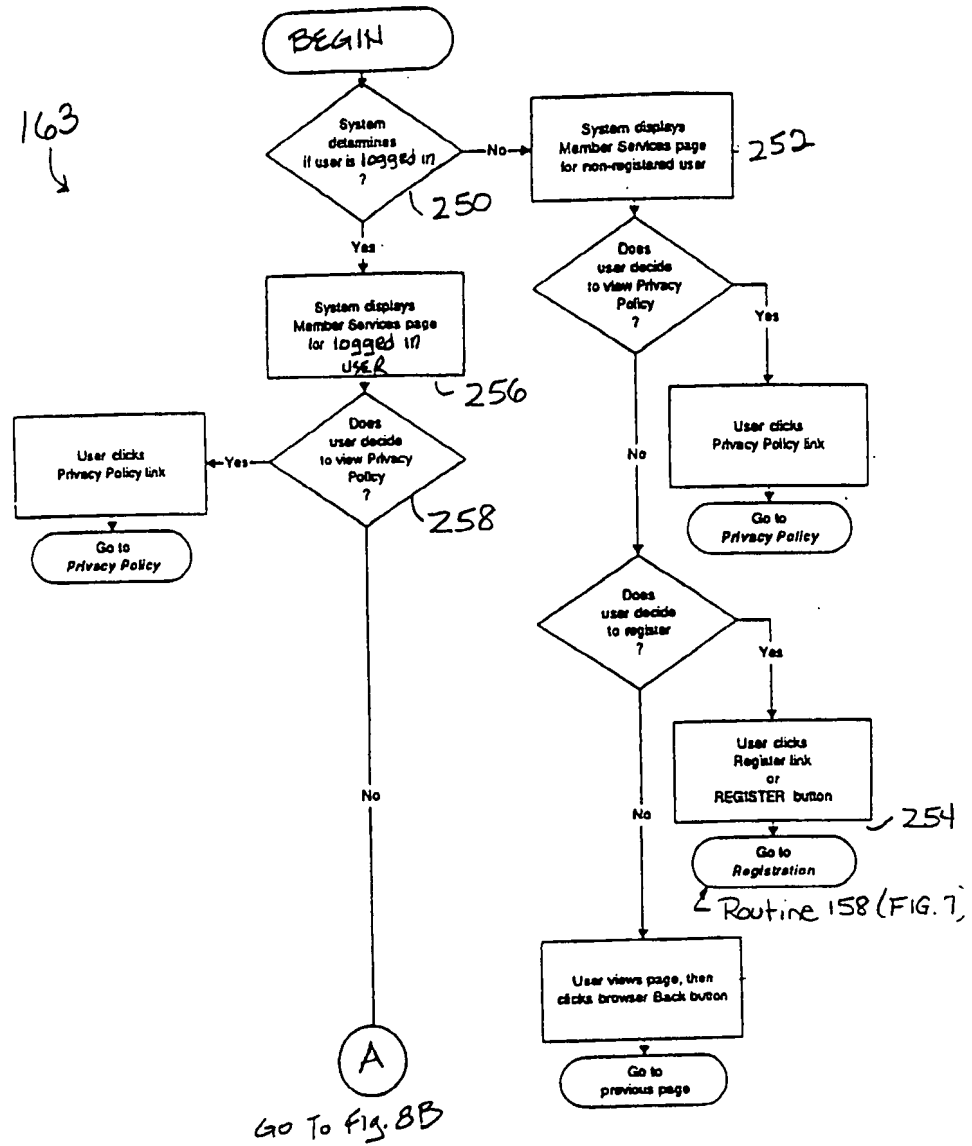 BEGIN
163
System
determines
if user is logged in
?
250
No
System displays
Member Services page
for non-registered user
252
Yes
System displays
Member Services page
for logged in
USER
256
Does
user decide
to view Privacy
Policy
?
Yes
User clicks
Privacy Policy link
Go to
Privacy Policy
No
Does
user decide
to view Privacy
Policy
?
258
Yes
User clicks
Privacy Policy link
Go to
Privacy Policy
Does
user decide
to register
?
Yes
User clicks
Register link
or
REGISTER button
254
Go to
Registration
Routine 158 (FIG. 7)
No
No
User views page, then
clicks browser Back button
Go to
previous page
A
Go To Fig. 8B